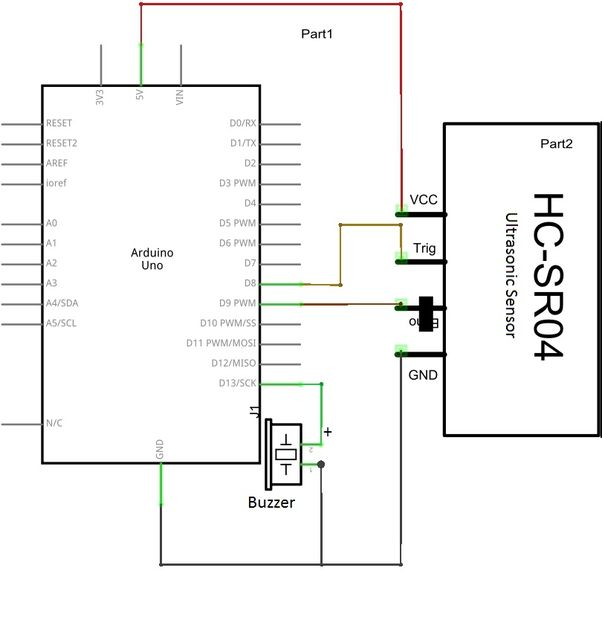 Part1
3V3
5V
VIN
RESET
RESET2
AREF
ioref
A0
A1
A2
A3
A4/SDA
A5/SCL
N/C
Arduino
Uno
D0/RX
D1/TX
D2
D3 PWM
D4
D5 PWM
D6 PWM
D7
D8
D9 PWM
D10 PWM/SS
D11 PWM/MOSI
D12/MISO
D13/SCK
GND
J1
+
2
1
Buzzer
Part2
VCC
Trig
GND
HC-SR04
Ultrasonic Sensor